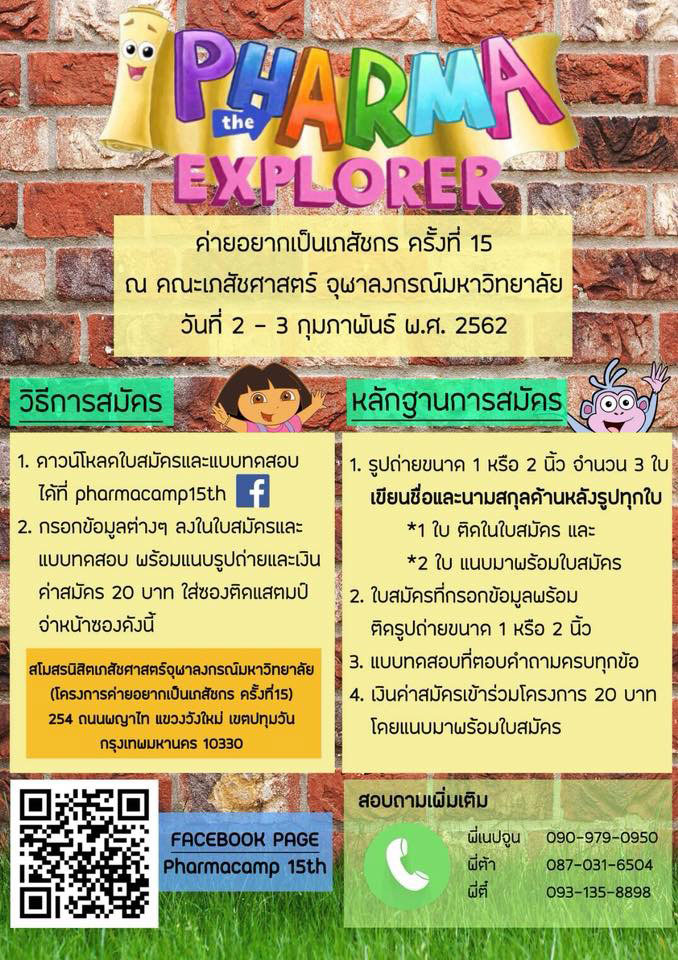 PHARMA
the
EXPLORER
ค่ายอยากเป็นเภสัชกร ครั้งที่ 15
ณ คณะเภสัชศาสตร์ จุฬาลงกรณ์มหาวิทยาลัย
วันที่ 2 - 3 กุมภาพันธ์ พ.ศ. 2562
วิธีการสมัคร
1. ดาวน์โหลดใบสมัครและแบบทดสอบ
ได้ที่ pharmacamp15th f
2. กรอกข้อมูลต่างๆ ลงในใบสมัครและ
แบบทดสอบ พร้อมแนบรูปถ่ายและเงิน
ค่าสมัคร 20 บาท ใส่ซองติดแสตมป์
จ่าหน้าซองดังนี้
สโมสรนิสิตเภสัชศาสตร์จุฬาลงกรณ์มหาวิทยาลัย
(โครงการค่ายอยากเป็นเภสัชกร ครั้งที่15)
254 ถนนพญาไท แขวงวังใหม่ เขตปทุมวัน
กรุงเทพมหานคร 10330
หลักฐานการสมัคร
1. รูปถ่ายขนาด 1 หรือ 2 นิ้ว จำนวน 3 ใบ
เขียนชื่อและนามสกุลด้านหลังรูปทุกใบ
*1 ใบ ติดในใบสมัคร และ
*2 ใบ แนบมาพร้อมใบสมัคร
2. ใบสมัครที่กรอกข้อมูลพร้อม
ติดรูปถ่ายขนาด 1 หรือ 2 นิ้ว
3. แบบทดสอบที่ตอบคำถามครบทุกข้อ
4. เงินค่าสมัครเข้าร่วมโครงการ 20 บาท
โดยแนบมาพร้อมใบสมัคร
FACEBOOK PAGE
Pharmacamp 15th
สอบถามเพิ่มเติม
พี่เนปจูน 090-979-0950
พี่ต้า 087-031-6504
พี่ตี๋ 093-135-8898